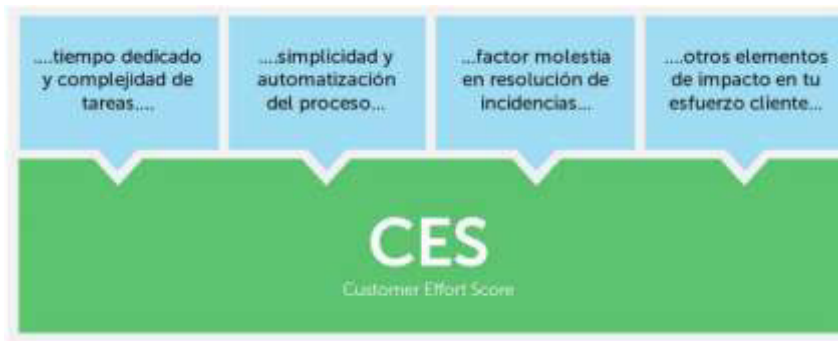 ....tiempo dedicado
y complejidad de
tareas....
....simplicidad y
automatización
del proceso...
...factor molestia
en resolución de
incidencias...
....otros elementos
de impacto en tu
esfuerzo cliente...
CES
Customer Effort Score